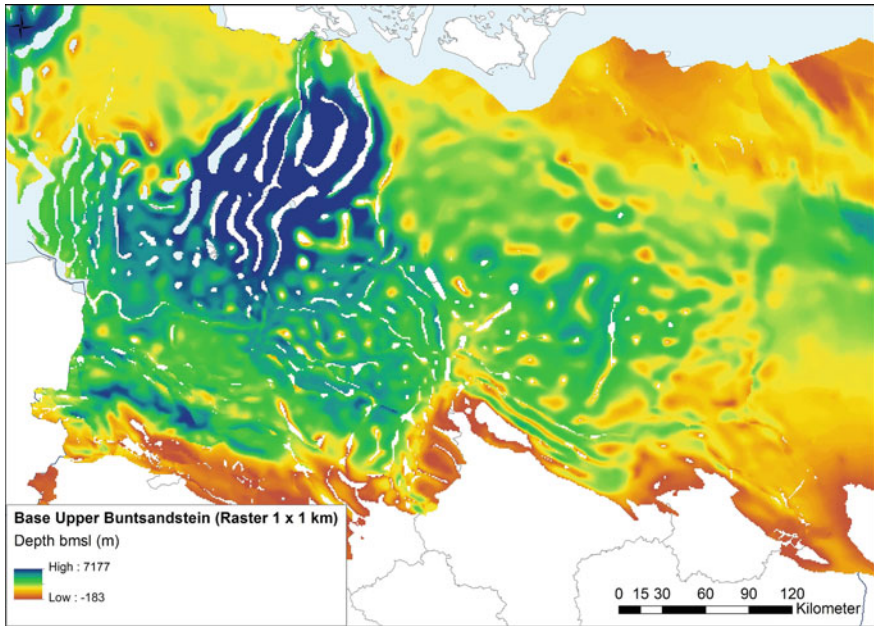 Base Upper Buntsandstein (Raster 1 x 1 km)
Depth bmsl (m)
High : 7177
Low : -183
0 15 30 60 90 120
Kilometer